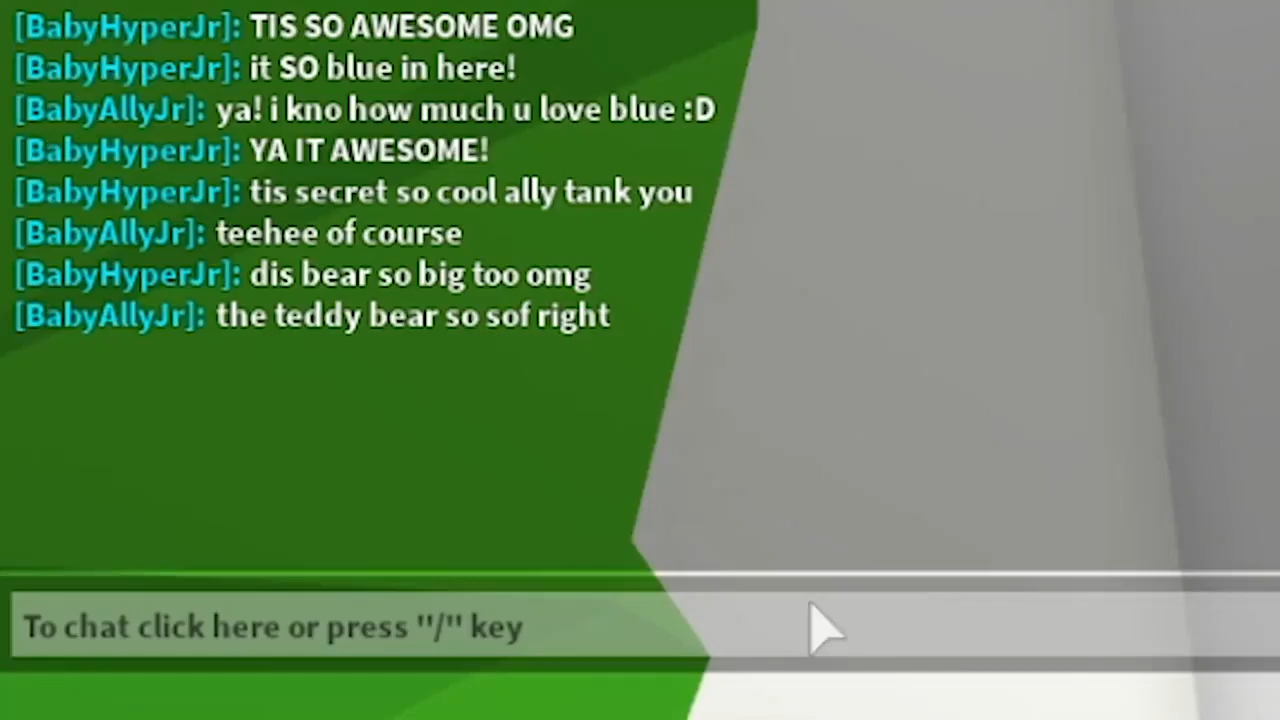 [BabyHyperJr]: TIS SO AWESOME OMG
[BabyHyperJr]: it SO blue in here!
[BabyAllyJr]: ya! i kno how much u love blue :D
[BabyHyperJr]: YA IT AWESOME!
[BabyHyperJr]: tis secret so cool ally tank you
[BabyAllyJr]: teehee of course
[BabyHyperJr]: dis bear so big too omg
[BabyAllyJr]: the teddy bear so sof right
To chat click here or press "/" key